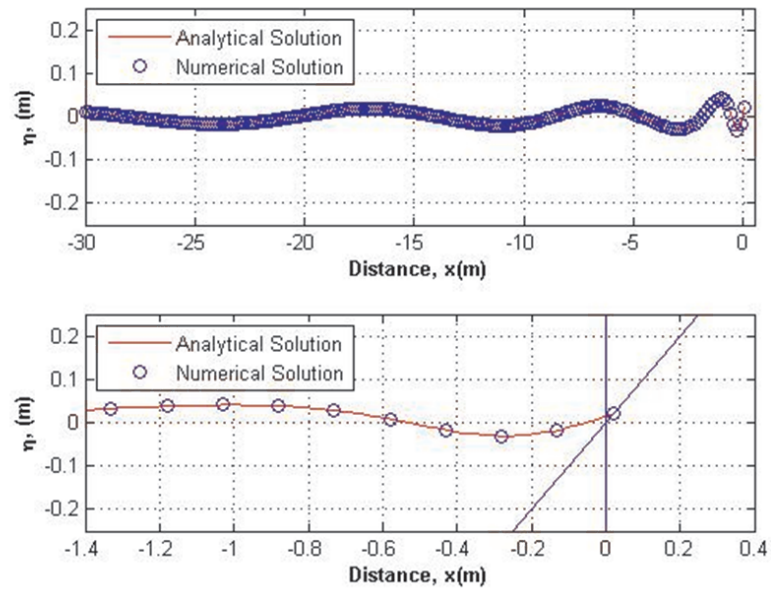 0.2
0.1
0
-0.1
-0.2
η, (m)
Analytical Solution
Numerical Solution
-30 -25 -20 -15 -10 -5 0
Distance, x(m)
0.2
0.1
0
-0.1
-0.2
η, (m)
Analytical Solution
Numerical Solution
-1.4 -1.2 -1 -0.8 -0.6 -0.4 -0.2 0 0.2 0.4
Distance, x(m)